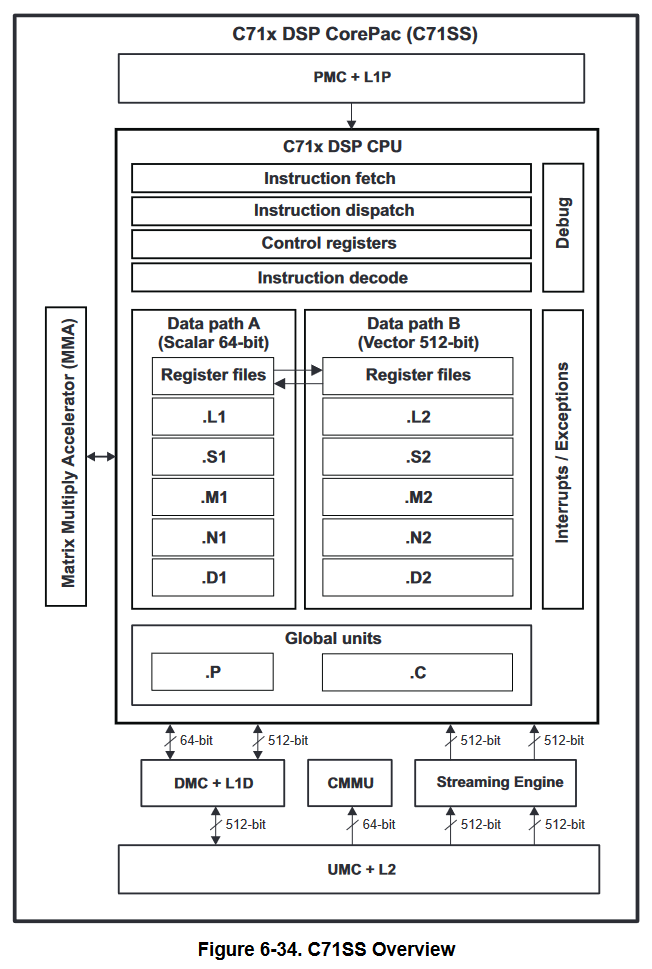 C71x DSP CorePac (C71SS)
PMC + L1P
C71x DSP CPU
Instruction fetch
Instruction dispatch
Control registers
Instruction decode
Debug
Matrix Multiply Accelerator (MMA)
Data path A
(Scalar 64-bit)
Register files
.L1
.S1
.M1
.N1
.D1
Data path B
(Vector 512-bit)
Register files
.L2
.S2
.M2
.N2
.D2
Interrupts / Exceptions
Global units
.P
.C
64-bit
512-bit
512-bit
512-bit
DMC + L1D
CMMU
Streaming Engine
512-bit
64-bit
512-bit
512-bit
UMC + L2
Figure 6-34. C71SS Overview